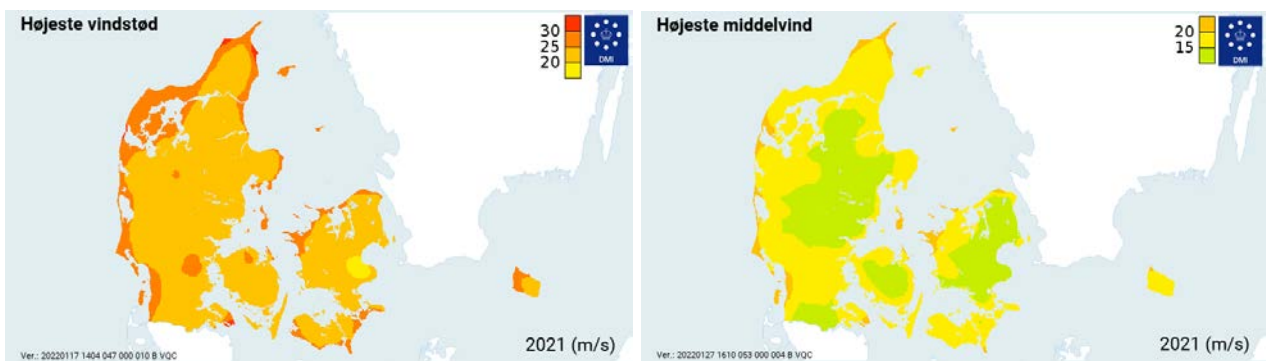 Højeste vindstød
30
25
20
DMI
2021 (m/s)
Ver.: 20220117 1404 047 000 010 B VQC
Højeste middelvind
20
15
DMI
2021 (m/s)
Ver.: 20220127 1610 053 000 004 B VQC